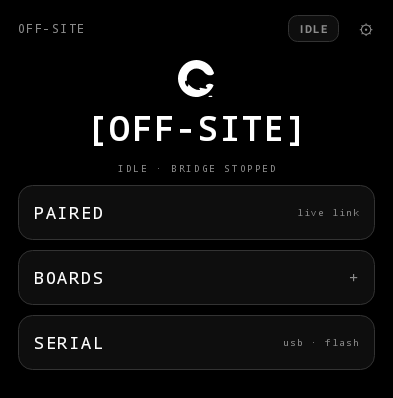 OFF-SITE IDLE
[OFF-SITE]
IDLE · BRIDGE STOPPED
PAIRED live link
BOARDS +
SERIAL usb · flash